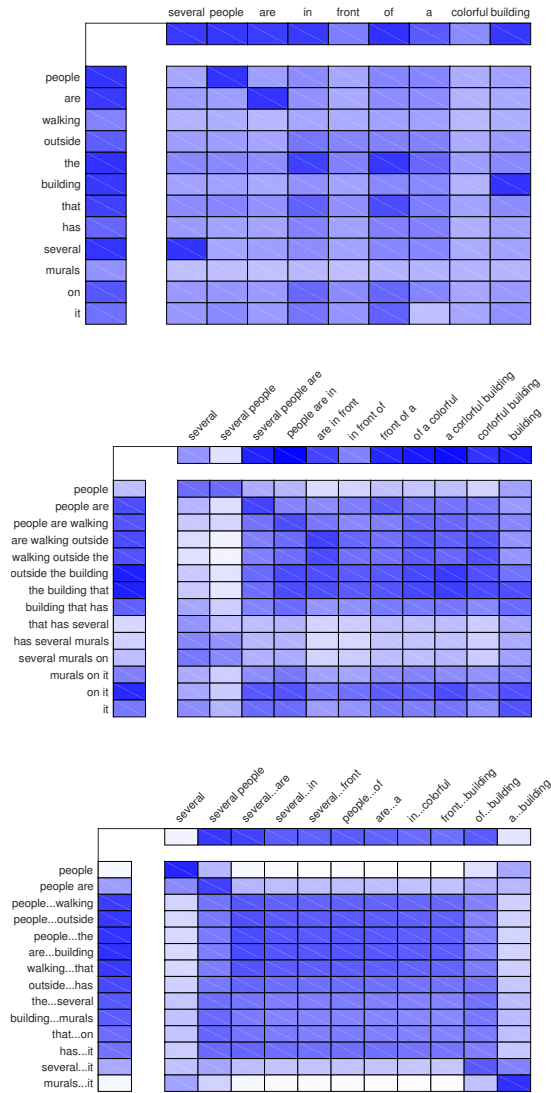 several people are in front of a colorful building
people
are
walking
outside
the
building
that
has
several
murals
on
it
several
several people
several people are
people are in
are in front
in front of
front of a
of a colorful
a colorful building
corlorful building
building
people
people are
people are walking
are walking outside
walking outside the
outside the building
the building that
building that has
that has several
has several murals
several murals on
murals on it
on it
it
several
several people
several...are
several...in
several...front
people...of
are...a
in...colorful
front...building
of...building
a...building
people
people are
people...walking
people...outside
people...the
are...building
walking...that
outside...has
the...several
building...murals
that...on
has...it
several...it
murals...it